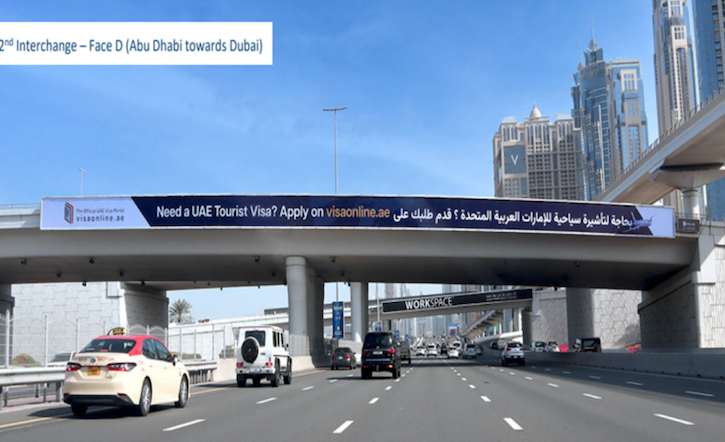 2nd Interchange – Face D (Abu Dhabi towards Dubai)
The Official UAE Visa Portal
visaonline.ae
Need a UAE Tourist Visa? Apply on visaonline.ae بحاجة لتأشيرة سياحية للإمارات العربية المتحدة ؟ قدم طلبك على
WORKSPACE
V